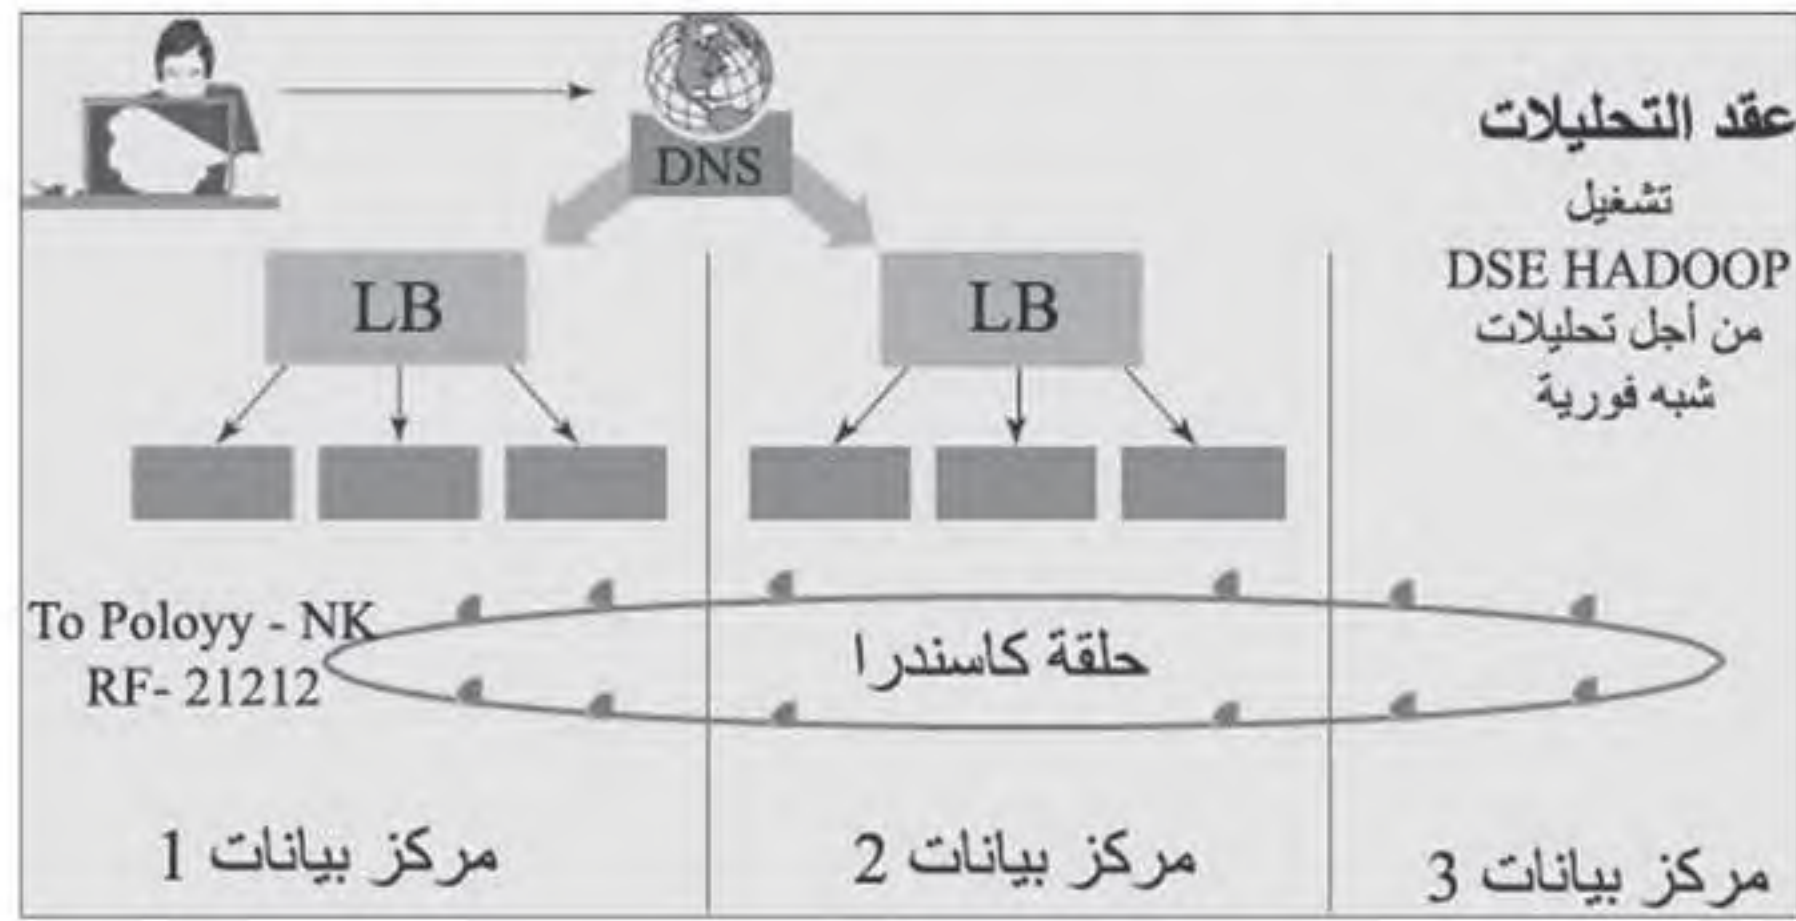 DNS
عقد التحليلات
تشغيل
DSE HADOOP
من أجل تحليلات
شبه فورية
LB
LB
To Poloyy - NK
RF- 21212
حلقة كاسندرا
مركز بيانات 1
مركز بيانات 2
مركز بيانات 3